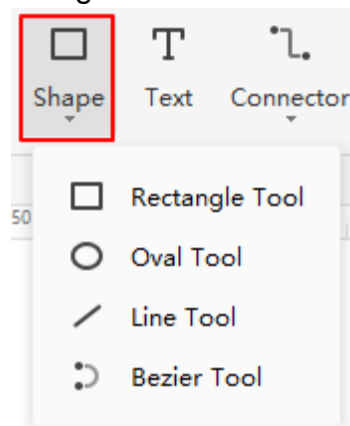 Shape Text Connector
50
Rectangle Tool
Oval Tool
Line Tool
Bezier Tool